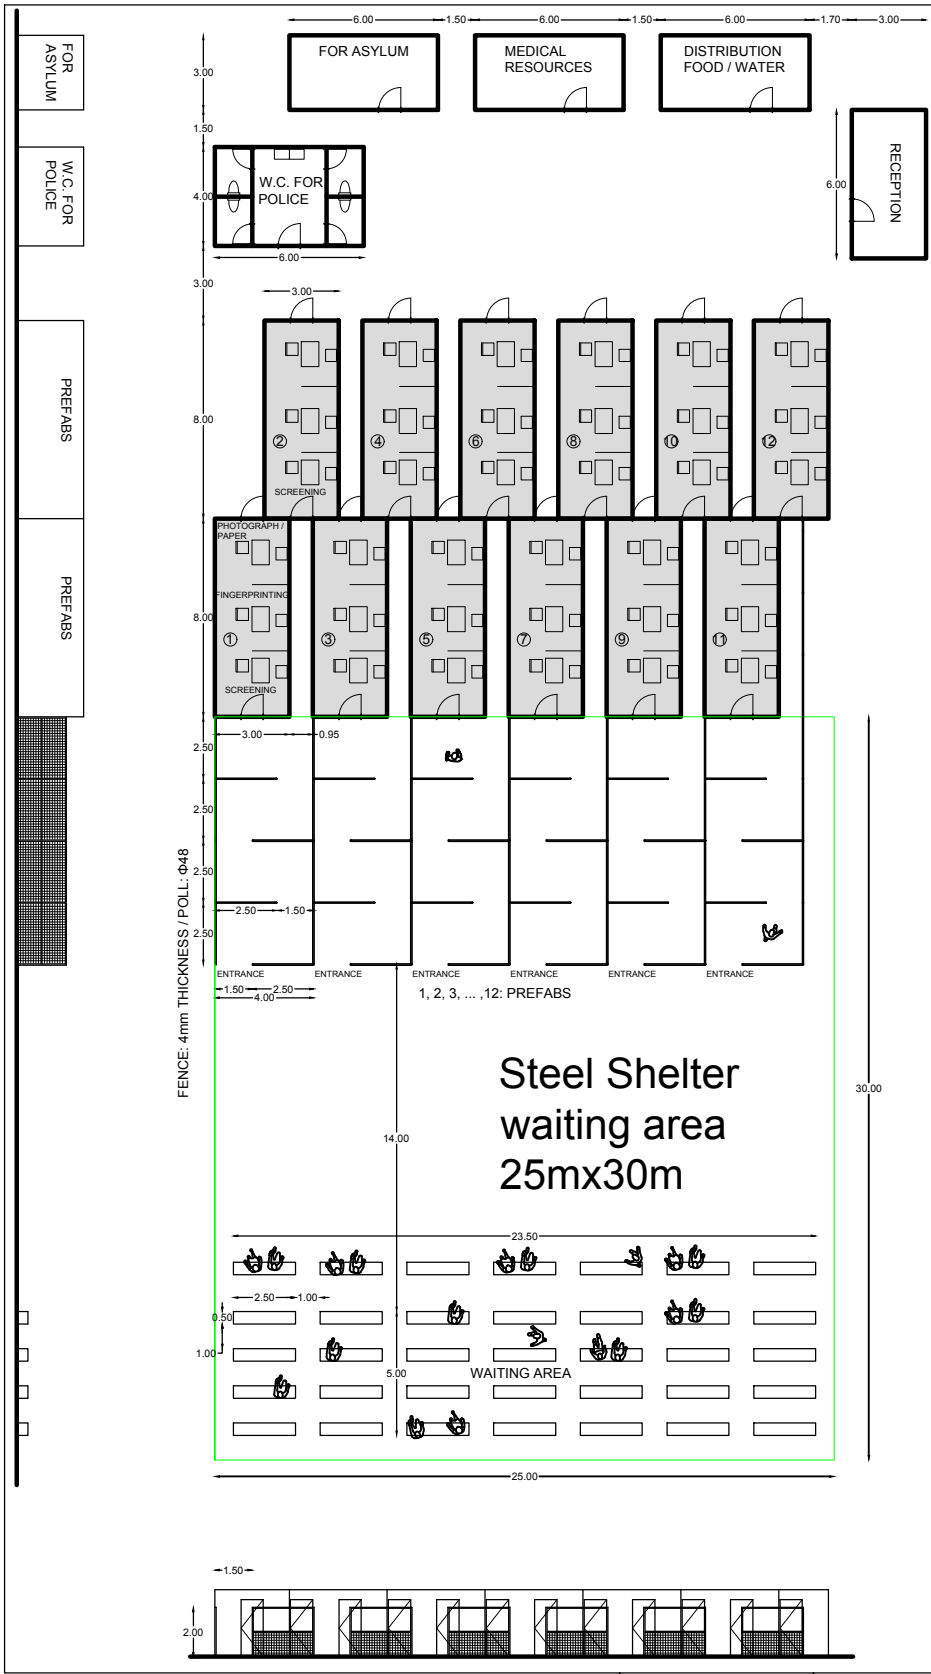 6.00
1.50
6.00
1.50
6.00
1.70
3.00
FOR
ASYLUM
FOR ASYLUM
MEDICAL
RESOURCES
DISTRIBUTION
FOOD / WATER
3.00
1.50
W.C. FOR
POLICE
W.C. FOR
POLICE
4.00
6.00
RECEPTION
6.00
3.00
3.00
PREFABS
8.00
2
4
6
8
10
12
SCREENING
PHOTOGRAPH /
PAPER
FINGERPRINTING
PREFABS
8.00
1
3
5
7
9
11
SCREENING
3.00
0.95
2.50
2.50
2.50
2.50
2.50
1.50
FENCE: 4mm THICKNESS / POLL: Φ48
ENTRANCE
ENTRANCE
ENTRANCE
ENTRANCE
ENTRANCE
ENTRANCE
1.50
2.50
4.00
1, 2, 3, ... ,12: PREFABS
Steel Shelter
waiting area
25mx30m
30.00
14.00
23.50
2.50
1.00
0.50
1.00
5.00
WAITING AREA
25.00
1.50
2.00